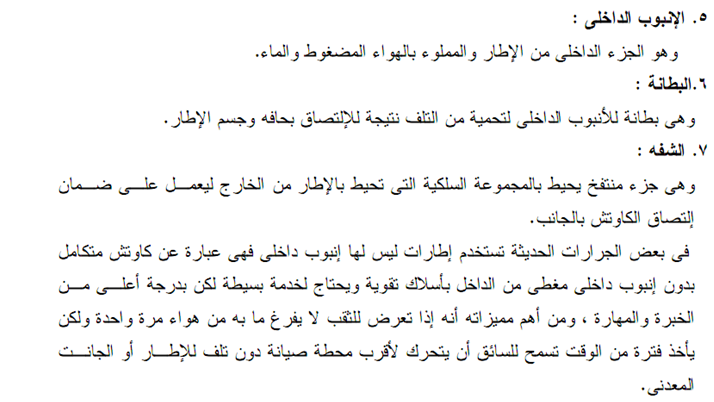 ٥. الإنبوب الداخلى :
وهو الجزء الداخلى من الإطار والمملوء بالهواء المضغوط والماء.
٦.البطانة :
وهى بطانة للأنبوب الداخلى لتحمية من التلف نتيجة للإلتصاق بحافه وجسم الإطار.
٧. الشفه :
وهى جزء منتفخ يحيط بالمجموعة السلكية التى تحيط بالإطار من الخارج ليعمل على ضمان
إلتصاق الكاوتش بالجانب.
فى بعض الجرارات الحديثة تستخدم إطارات ليس لها إنبوب داخلى فهى عبارة عن كاوتش متكامل
بدون إنبوب داخلى مغطى من الداخل بأسلاك تقوية ويحتاج لخدمة بسيطة لكن بدرجة أعلى من
الخبرة والمهارة ، ومن أهم مميزاته أنه إذا تعرض للثقب لا يفرغ ما به من هواء مرة واحدة ولكن
يأخذ فترة من الوقت تسمح للسائق أن يتحرك لأقرب محطة صيانة دون تلف للإطار أو الجانت
المعدنى.